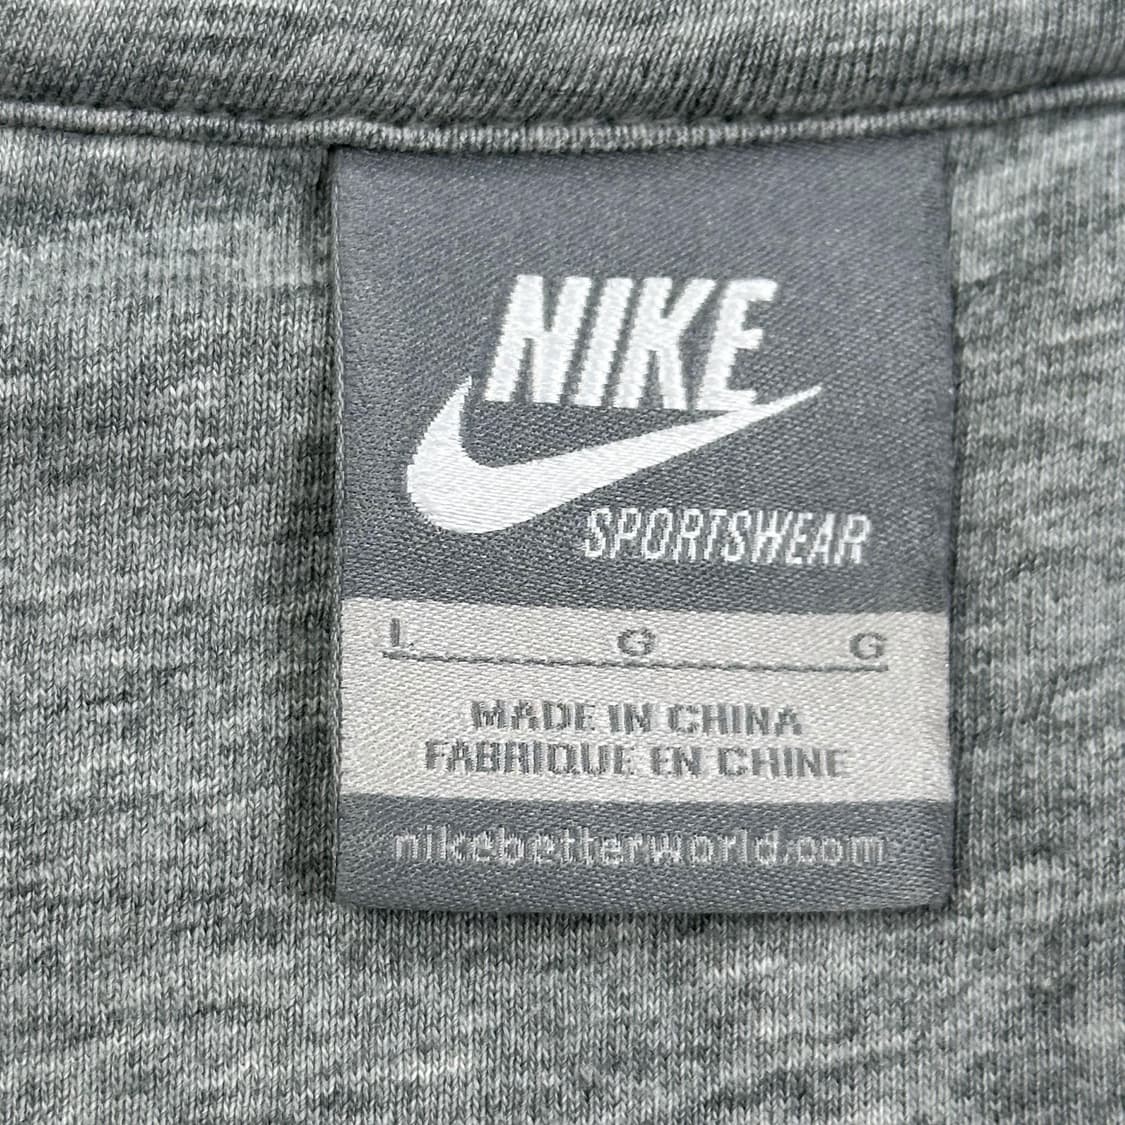 NIKE
SPORTSWEAR
L G G
MADE IN CHINA
FABRIQUE EN CHINE
nikebetterworld.com